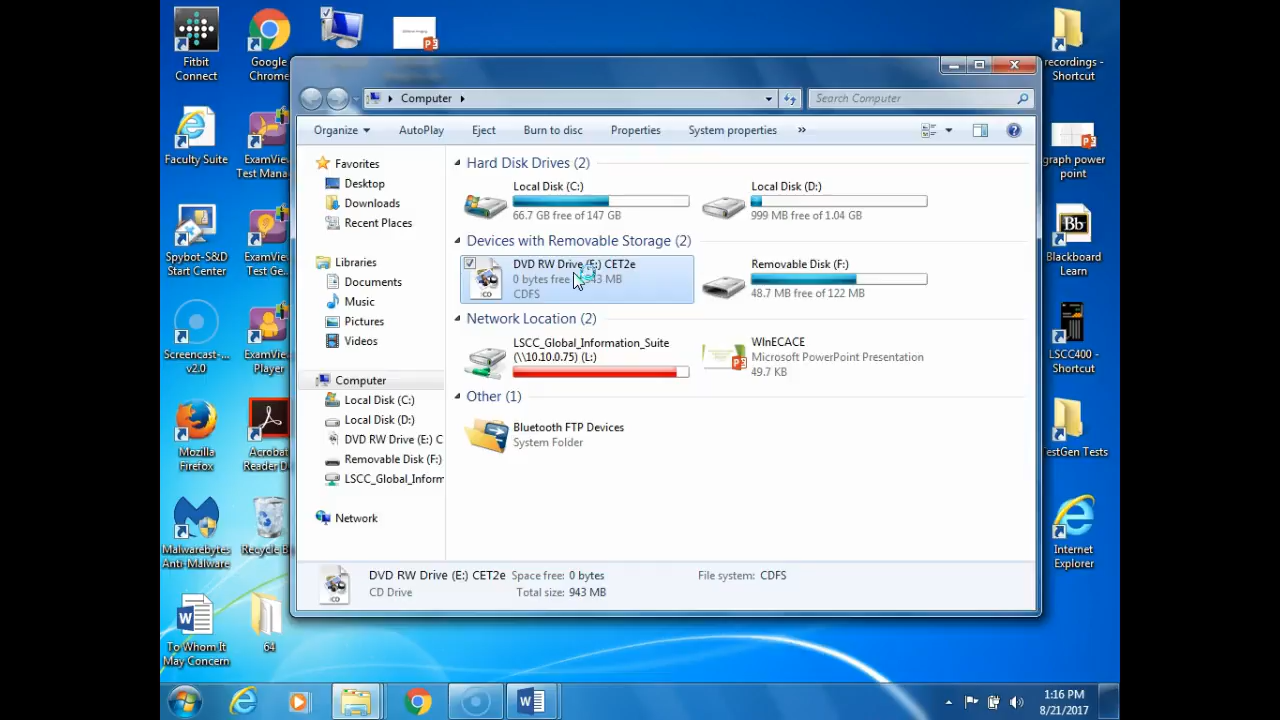 Fitbit
Connect
Google
Chrome
recordings -
Shortcut
Computer
Search Computer
Organize
AutoPlay
Eject
Burn to disc
Properties
System properties
»
Faculty Suite
ExamView
Test Mana
graph power
point
Favorites
Desktop
Downloads
Recent Places
Libraries
Documents
Music
Pictures
Videos
Computer
Local Disk (C:)
Local Disk (D:)
DVD RW Drive (E:) C
Removable Disk (F:)
LSCC_Global_Inform
Network
Hard Disk Drives (2)
Local Disk (C:)
66.7 GB free of 147 GB
Local Disk (D:)
999 MB free of 1.04 GB
Devices with Removable Storage (2)
DVD RW Drive (E:) CET2e
0 bytes free of 943 MB
CDFS
CD
Removable Disk (F:)
48.7 MB free of 122 MB
Network Location (2)
LSCC_Global_Information_Suite
(\\10.10.0.75) (L:)
WInECACE
Microsoft PowerPoint Presentation
49.7 KB
Other (1)
Bluetooth FTP Devices
System Folder
Spybot-S&D
Start Center
ExamView
Test Ge...
Bb
Blackboard
Learn
Screencast-...
v2.0
ExamView
Player
LSCC400 -
Shortcut
Mozilla
Firefox
Acrobat
Reader D
TestGen Tests
Malwarebytes
Anti-Malware
Recycle B
Internet
Explorer
DVD RW Drive (E:) CET2e
CD Drive
Space free: 0 bytes
Total size: 943 MB
File system: CDFS
CD
To Whom It
May Concern
64
1:16 PM
8/21/2017